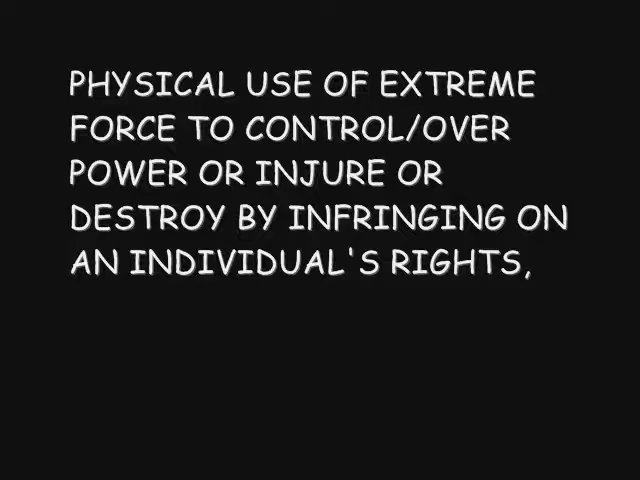 PHYSICAL USE OF EXTREME
FORCE TO CONTROL/OVER
POWER OR INJURE OR
DESTROY BY INFRINGING ON
AN INDIVIDUAL'S RIGHTS,